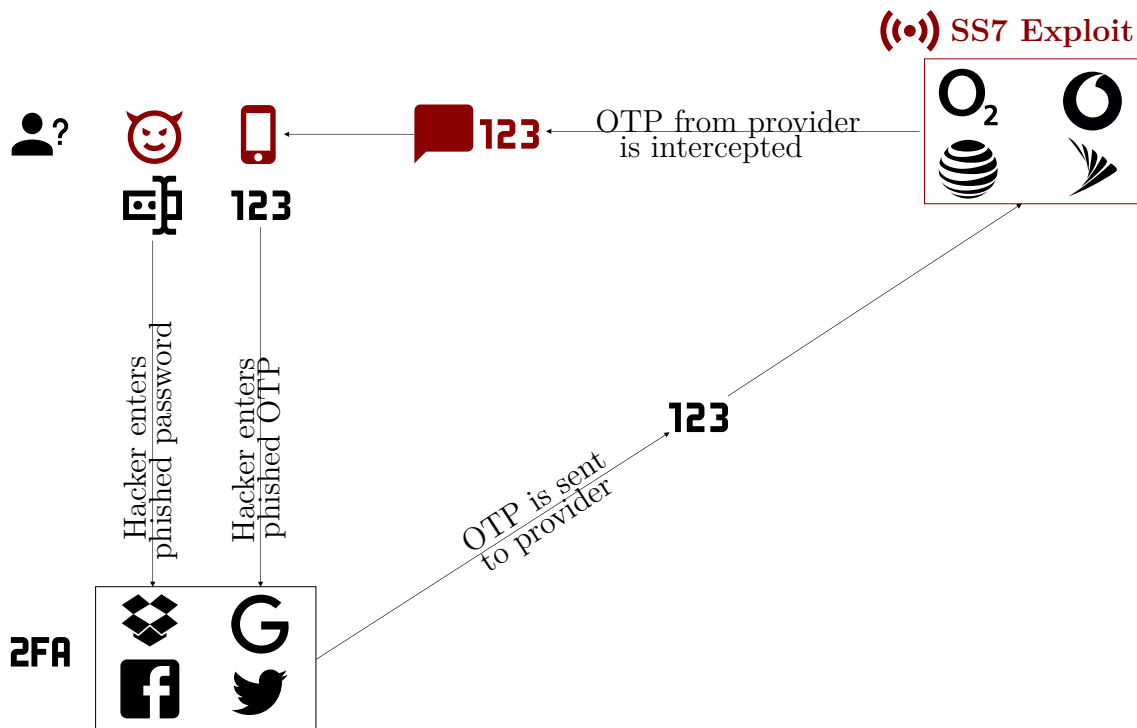 SS7 Exploit
O2
?
123
OTP from provider
is intercepted
123
Hacker enters
phished password
Hacker enters
phished OTP
123
OTP is sent
to provider
2FA